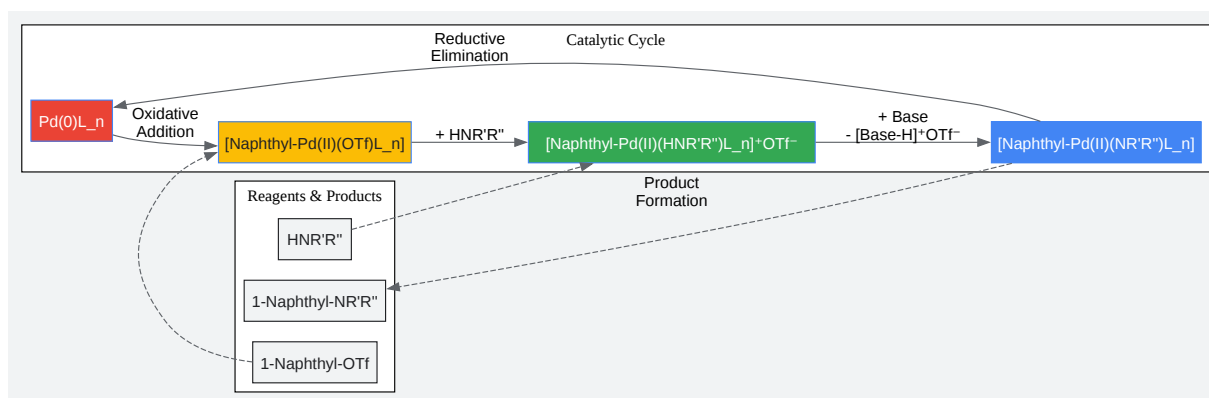 Reductive
Elimination
Catalytic Cycle
Pd(0)L_n
Oxidative
Addition
[Naphthyl-Pd(II)(OTf)L_n]
+ HNR'R"
[Naphthyl-Pd(II)(HNR'R")L_n]⁺OTf⁻
+ Base
- [Base-H]⁺OTf⁻
[Naphthyl-Pd(II)(NR'R")L_n]
Product
Formation
Reagents & Products
HNR'R"
1-Naphthyl-NR'R"
1-Naphthyl-OTf